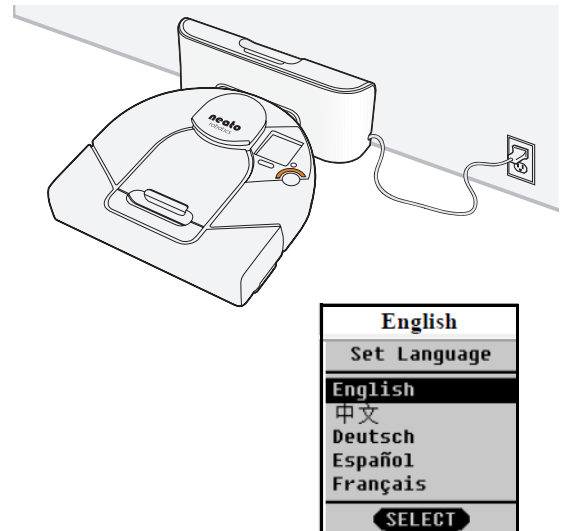 neato
robotics
English
Set Language
English
中文
Deutsch
Español
Français
SELECT